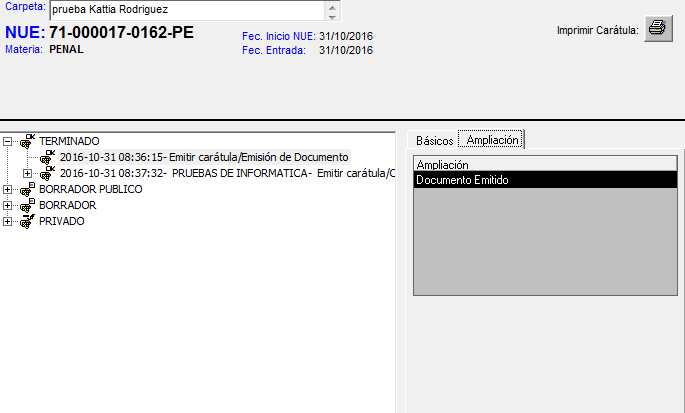 Carpeta: prueba Kattia Rodriguez
NUE: 71-000017-0162-PE
Fec. Inicio NUE: 31/10/2016
Imprimir Carátula:
Materia: PENAL
Fec. Entrada: 31/10/2016
TERMINADO
2016-10-31 08:36:15- Emitir carátula/Emisión de Documento
2016-10-31 08:37:32- PRUEBAS DE INFORMATICA- Emitir carátula/C
BORRADOR PUBLICO
BORRADOR
PRIVADO
Básicos Ampliación
Ampliación
Documento Emitido